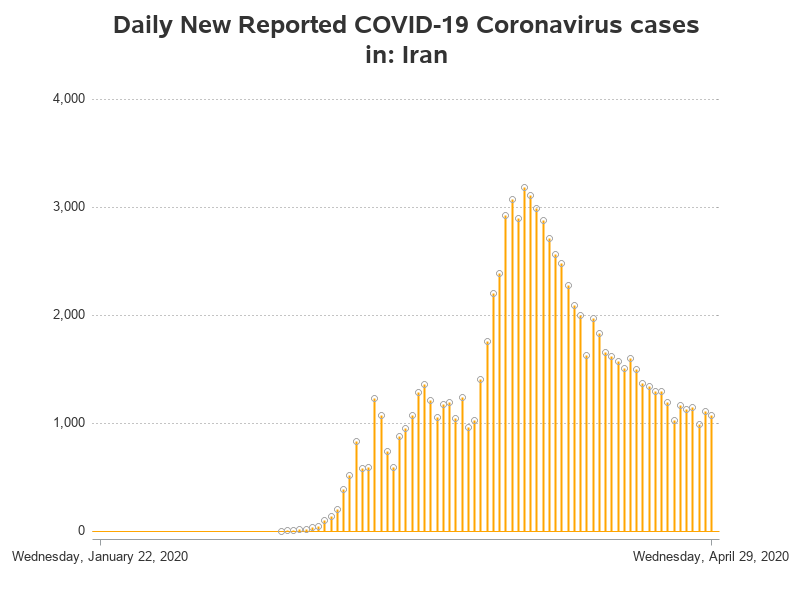 Daily New Reported COVID-19 Coronavirus cases
in: Iran
4,000
3,000
2,000
1,000
0
Wednesday, January 22, 2020
Wednesday, April 29, 2020